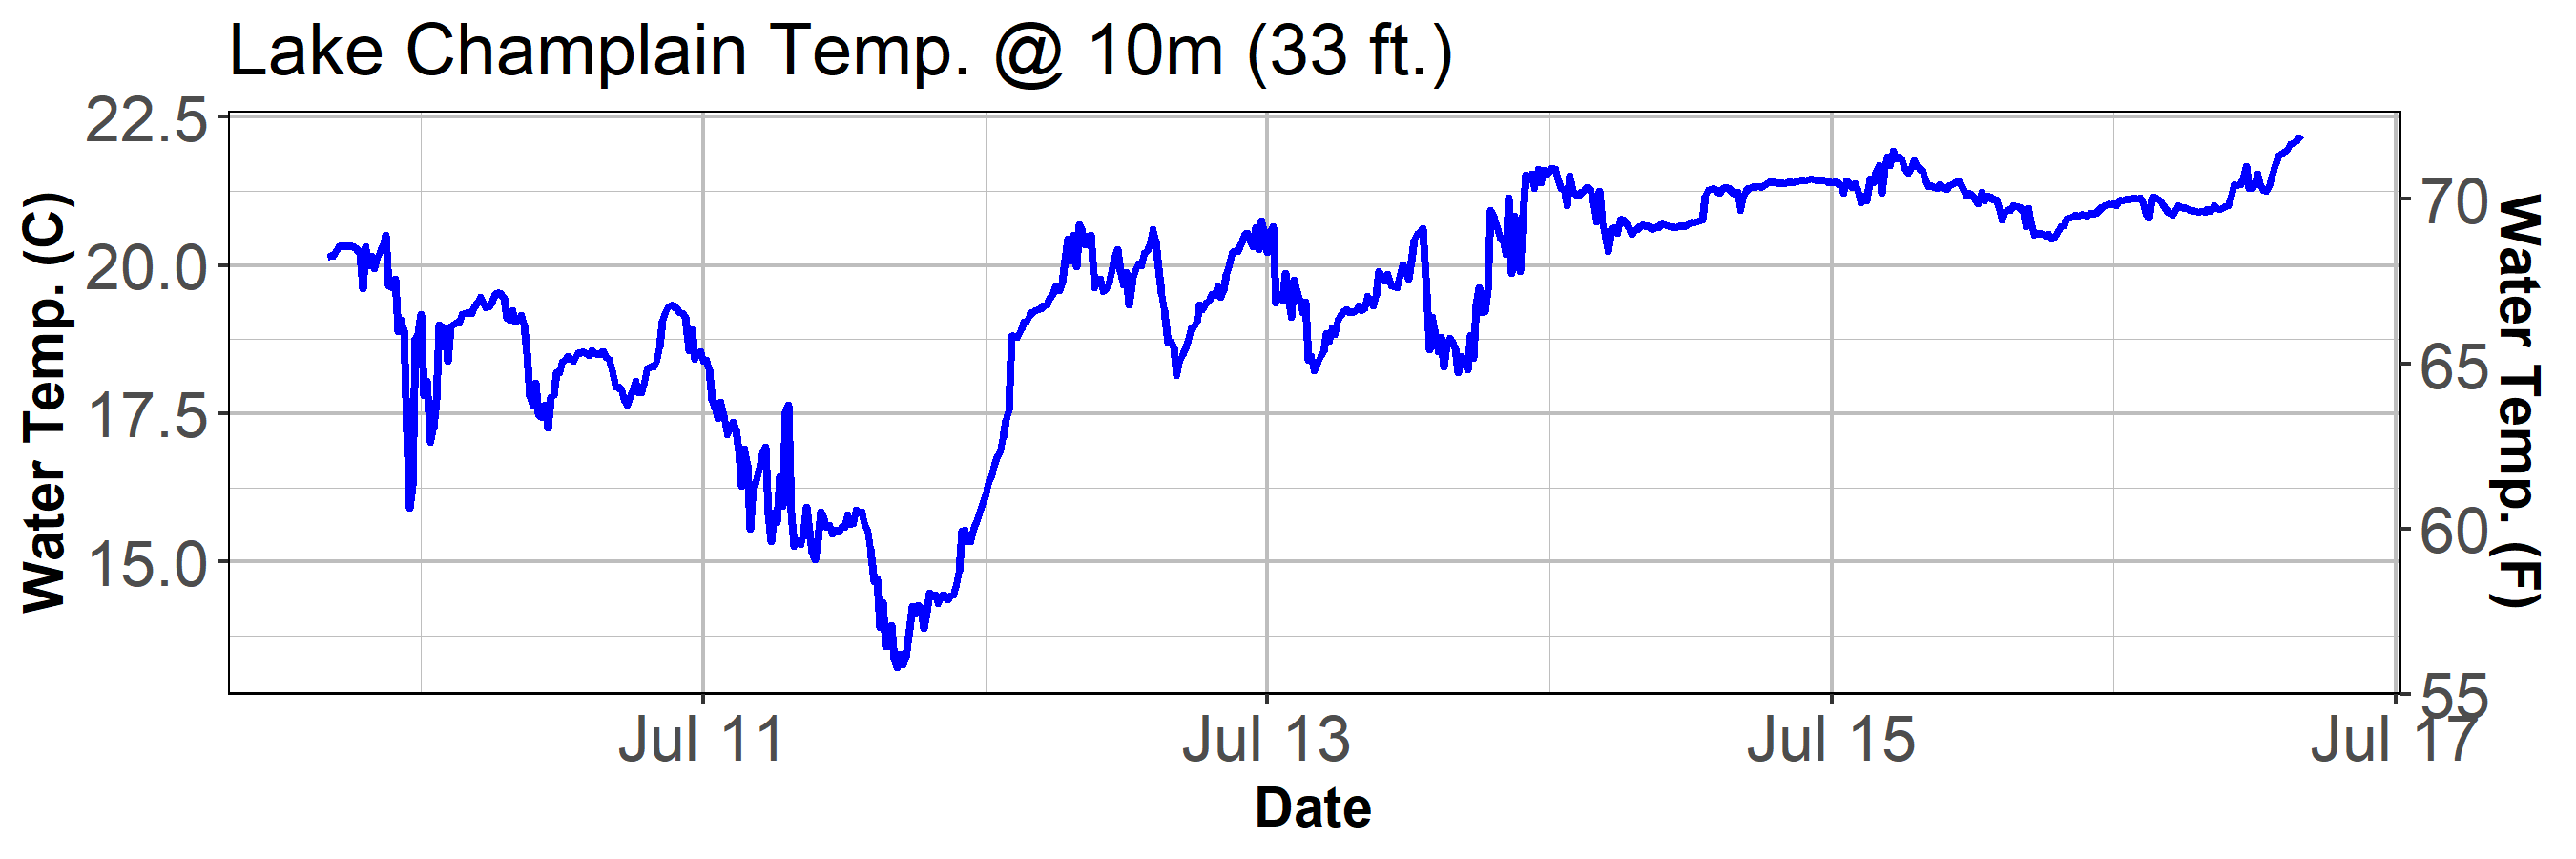 Lake Champlain Temp. @ 10m (33 ft.)
Water Temp. (C)
22.5
20.0
17.5
15.0
70
65
60
55
Water Temp. (F)
Jul 11 Jul 13 Jul 15 Jul 17
Date